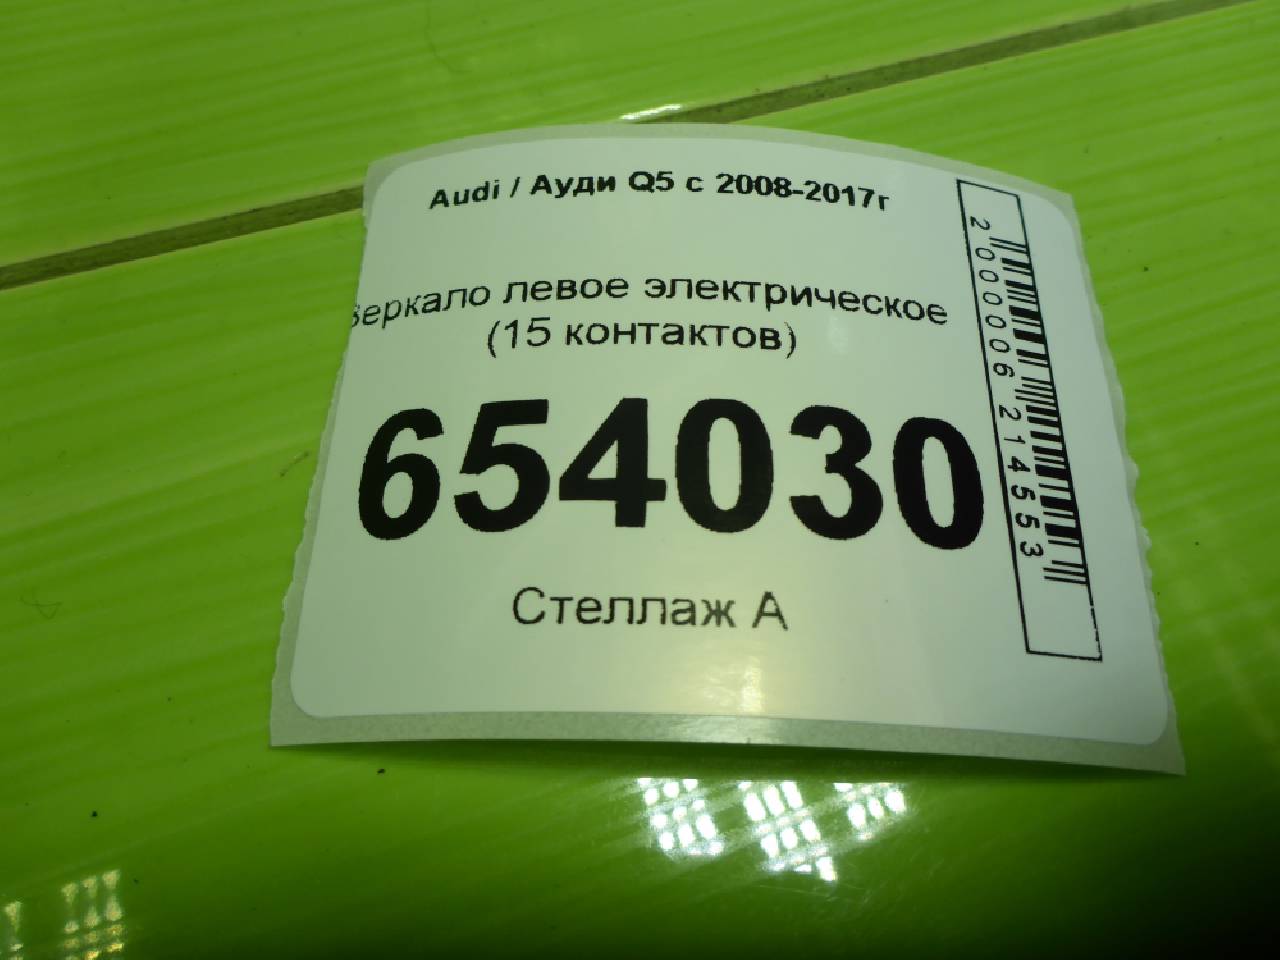 Audi / Ауди Q5 с 2008-2017г
Зеркало левое электрическое
(15 контактов)
654030
Стеллаж А
2000006214553